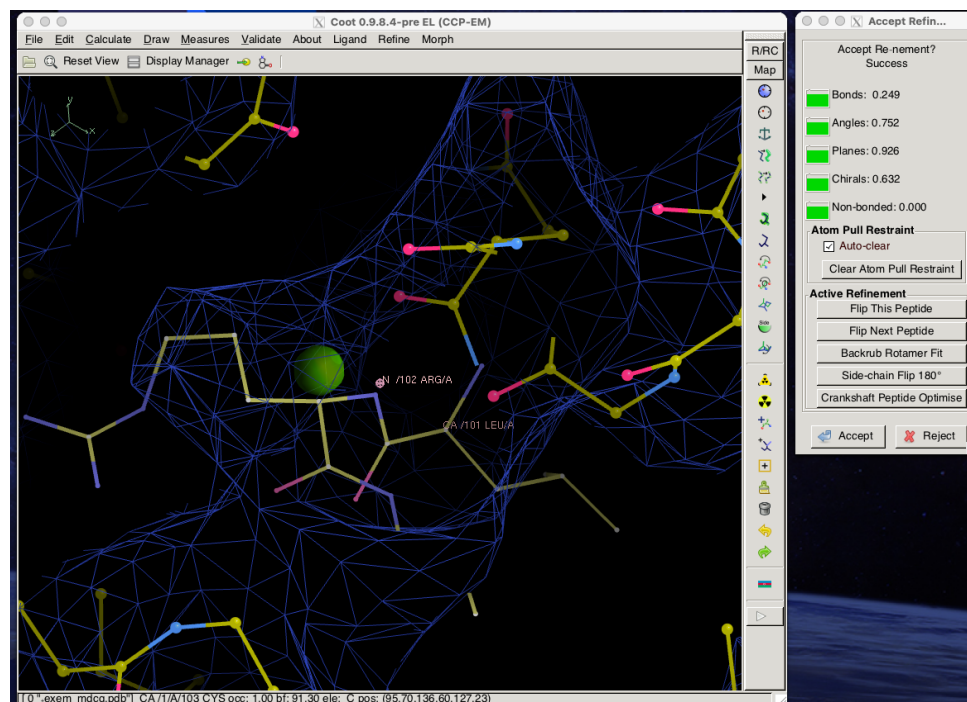 Coot 0.9.8.4-pre EL (CCP-EM)
File Edit Calculate Draw Measures Validate About Ligand Refine Morph
Reset View Display Manager
R/RC
Map
y
x
z
N /102 ARG/A
CA /101 LEU/A
Side
[ 0 ".exem_mdcg.pdb"] CA /1/A/103 CYS occ: 1.00 bf: 91.30 ele: C pos: (95.70,136.60,127.23)
Accept Refin...
Accept Re-nement?
Success
Bonds: 0.249
Angles: 0.752
Planes: 0.926
Chirals: 0.632
Non-bonded: 0.000
Atom Pull Restraint
Auto-clear
Clear Atom Pull Restraint
Active Refinement
Flip This Peptide
Flip Next Peptide
Backrub Rotamer Fit
Side-chain Flip 180°
Crankshaft Peptide Optimise
Accept Reject